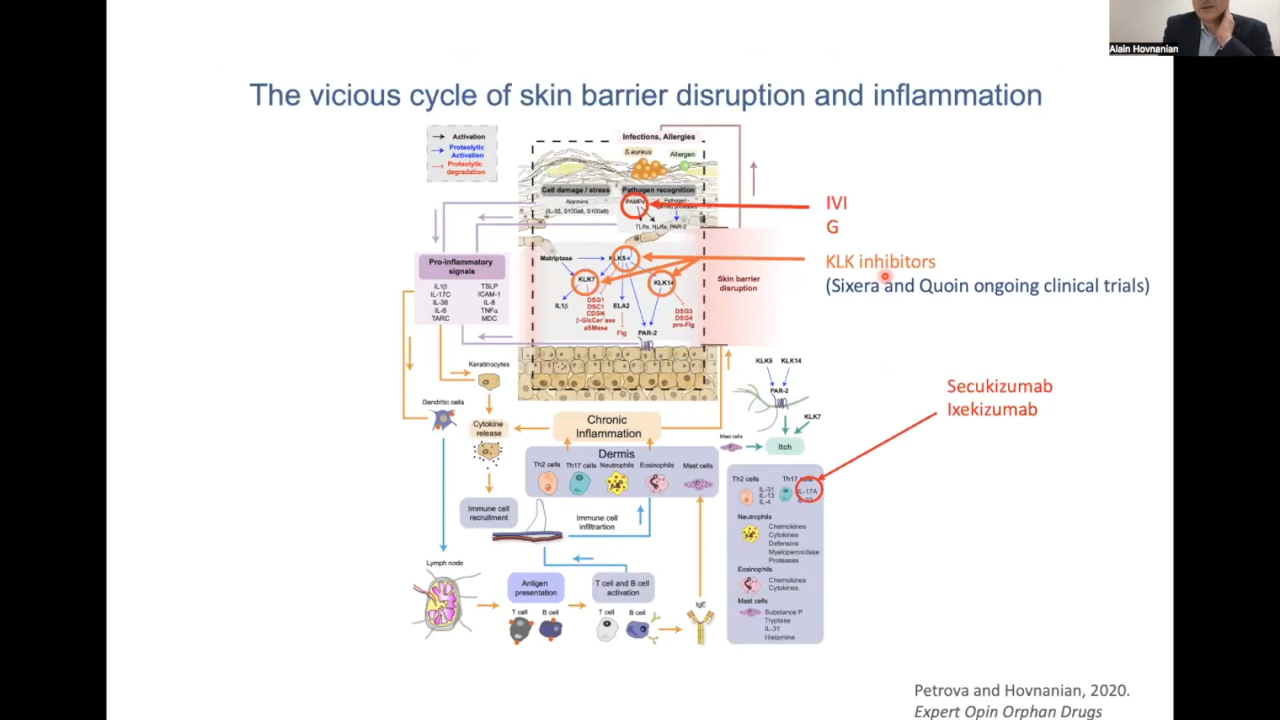 Alain Hovnanian
The vicious cycle of skin barrier disruption and inflammation
Activation
Proteolytic
Activation
Proteolytic
degradation
Infections, Allergies
S.aureus
Allergen
Cell damage / stress
Pathogen recognition
Alarmins
(IL-33, S100a8, S100a9)
PAMPs
TLRs, NLRs, PAR-2
Matriptase
KLK5
KLK7
KLK14
IL1β
DSG1
DSC1
CDSN
β-GlcCer'ase
aSMase
ELA2
Flg
DSG3
DSG4
pro-Flg
PAR-2
Skin barrier
disruption
IVI
G
KLK inhibitors
(Sixera and Quoin ongoing clinical trials)
Secukizumab
Ixekizumab
Pro-inflammatory
signals
IL1β
IL-17C
IL-36
IL-6
TARC
TSLP
ICAM-1
IL-8
TNFα
MDC
Keratinocytes
Dendritic cells
Cytokine
release
Chronic
Inflammation
Dermis
Th2 cells
Th17 cells
Neutrophils
Eosinophils
Mast cells
Immune cell
recruitment
Immune cell
infiltrartion
Lymph node
Antigen
presentation
T cell and B cell
activation
T cell
B cell
T cell
B cell
IgE
KLK5
KLK14
PAR-2
KLK7
Mast cells
Itch
Th2 cells
IL-31
IL-13
IL-4
Th17 cells
IL-17A
Neutrophils
Chemokines
Cytokines
Defensins
Myeloperoxidase
Proteases
Eosinophils
Chemokines
Cytokines
Mast cells
Substance P
Tryptase
IL-31
Histamine
Petrova and Hovnanian, 2020.
Expert Opin Orphan Drugs